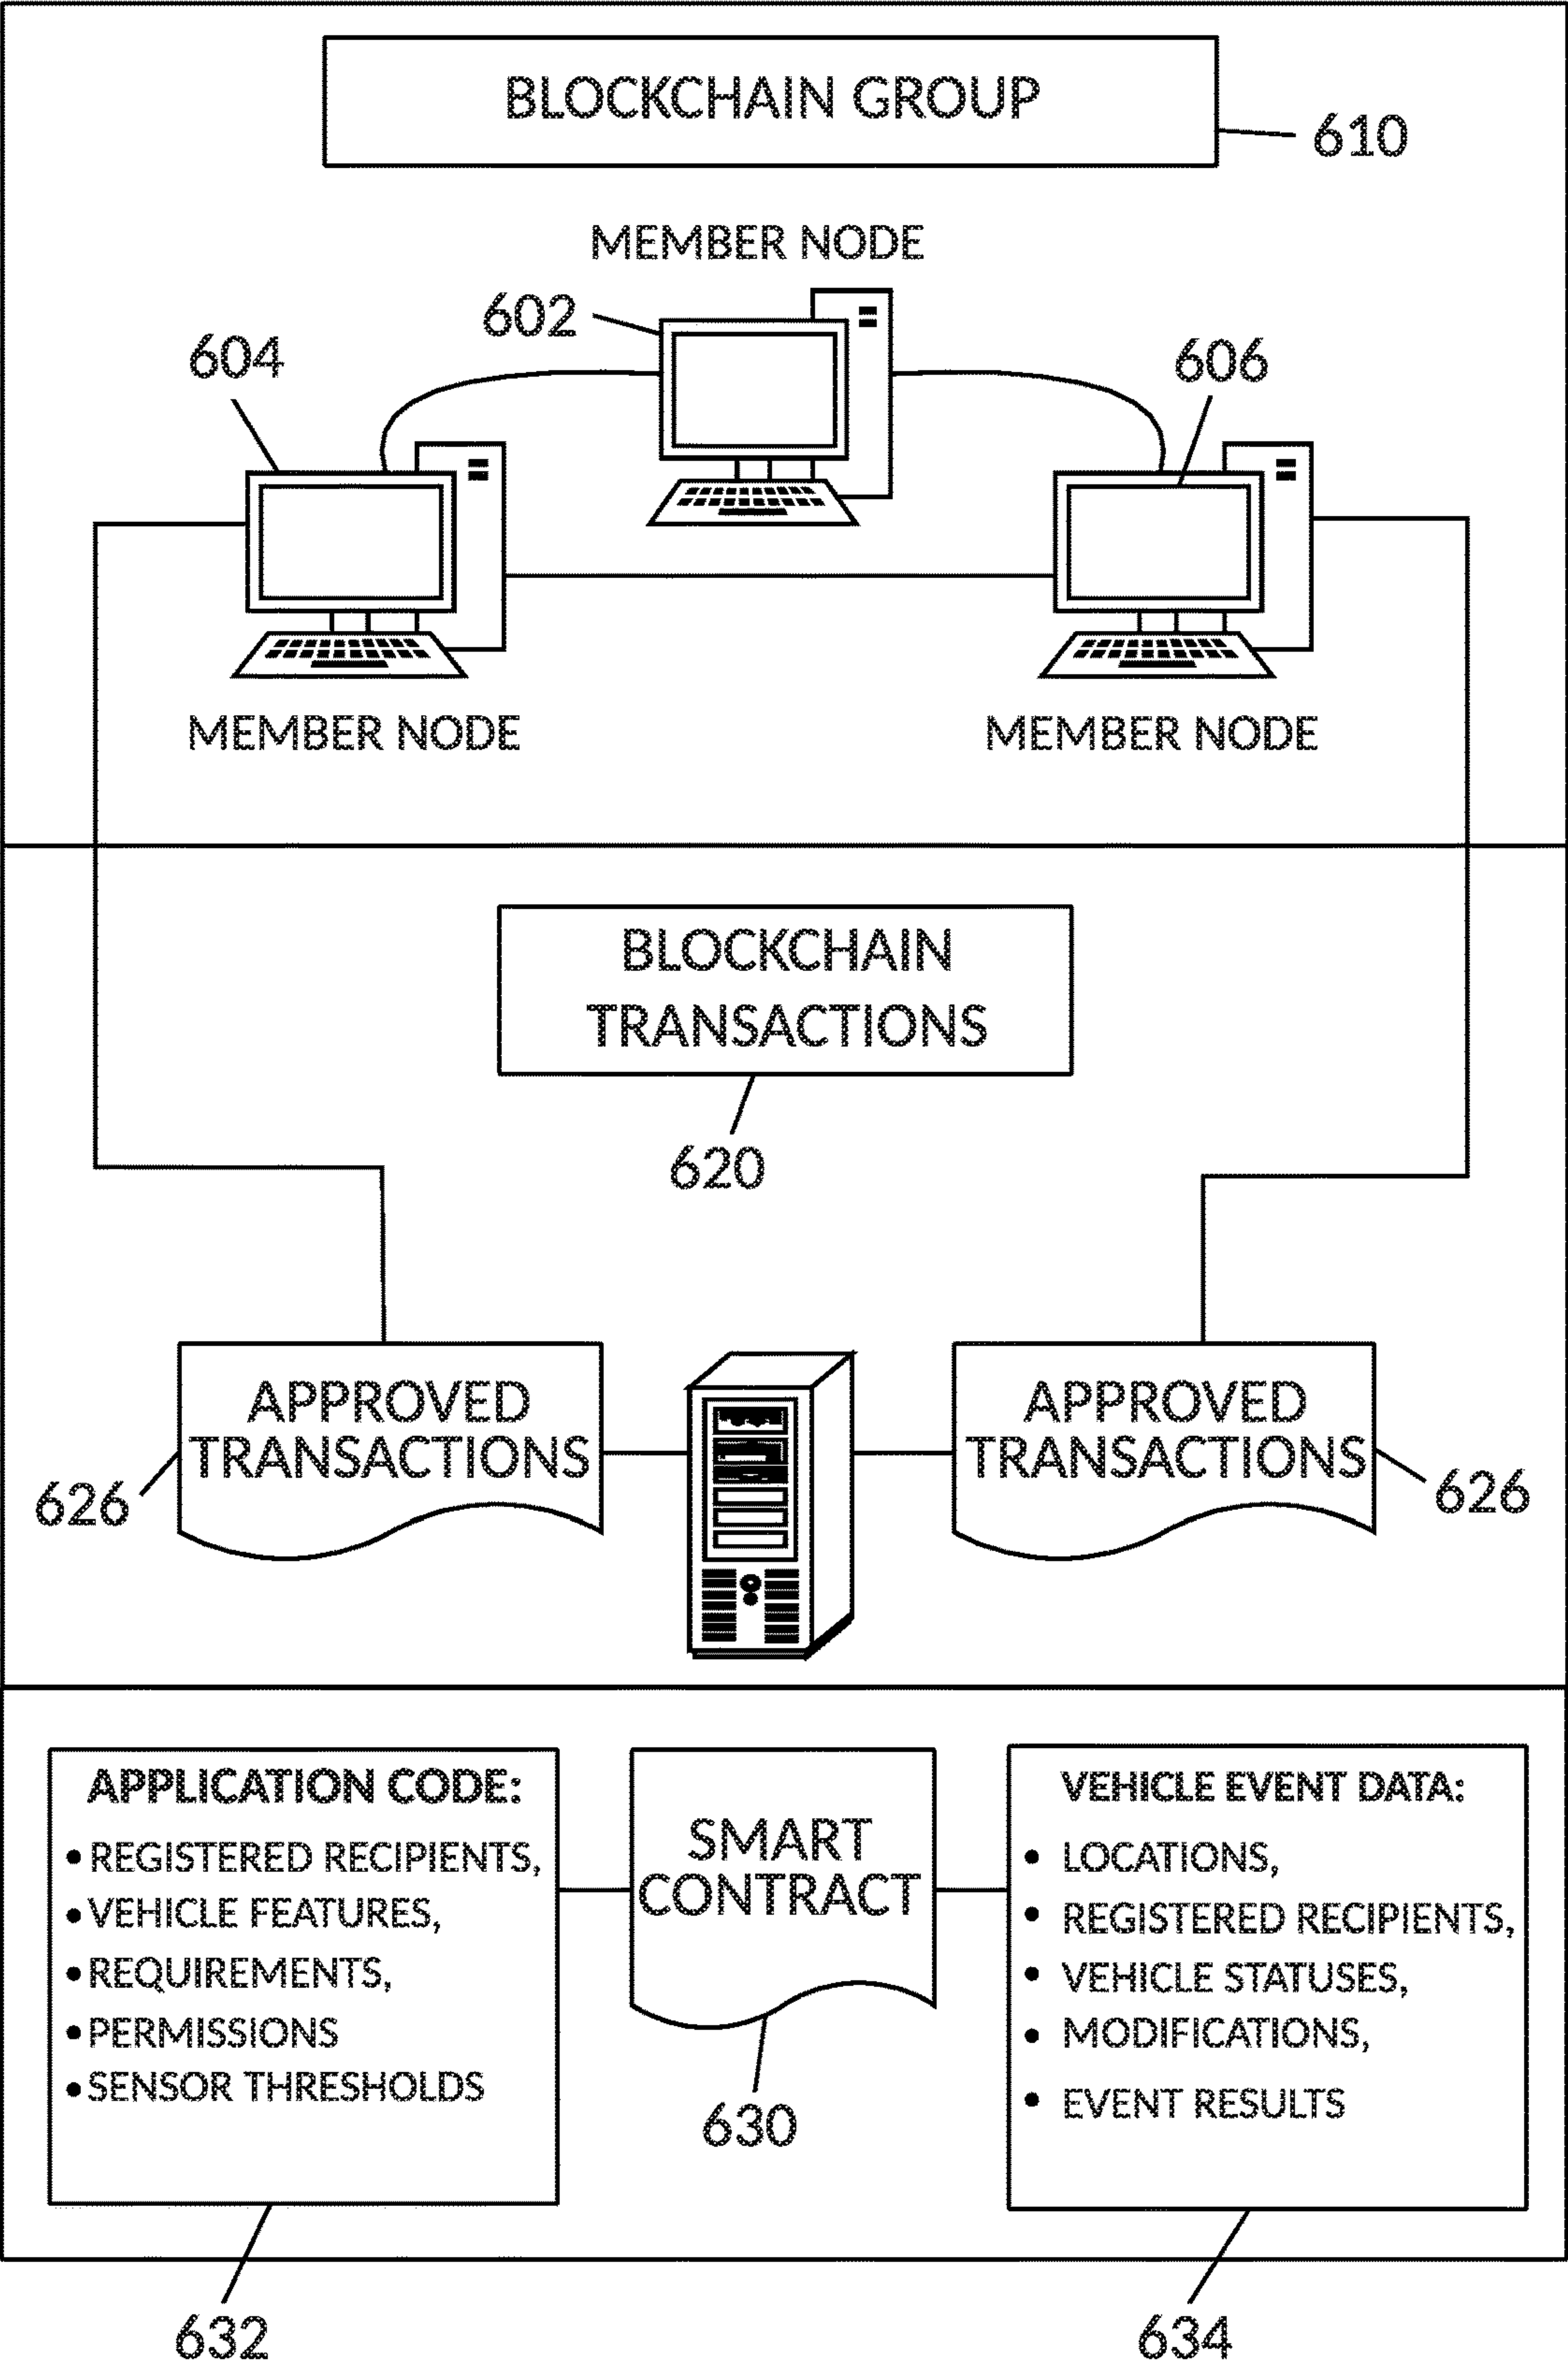 BLOCKCHAIN GROUP
610
MEMBER NODE
602
604
606
MEMBER NODE
MEMBER NODE
BLOCKCHAIN
TRANSACTIONS
620
APPROVED
TRANSACTIONS
626
APPROVED
TRANSACTIONS
626
APPLICATION CODE:
• REGISTERED RECIPIENTS,
• VEHICLE FEATURES,
• REQUIREMENTS,
• PERMISSIONS
• SENSOR THRESHOLDS
SMART
CONTRACT
630
VEHICLE EVENT DATA:
• LOCATIONS,
• REGISTERED RECIPIENTS,
• VEHICLE STATUSES,
• MODIFICATIONS,
• EVENT RESULTS
632
634